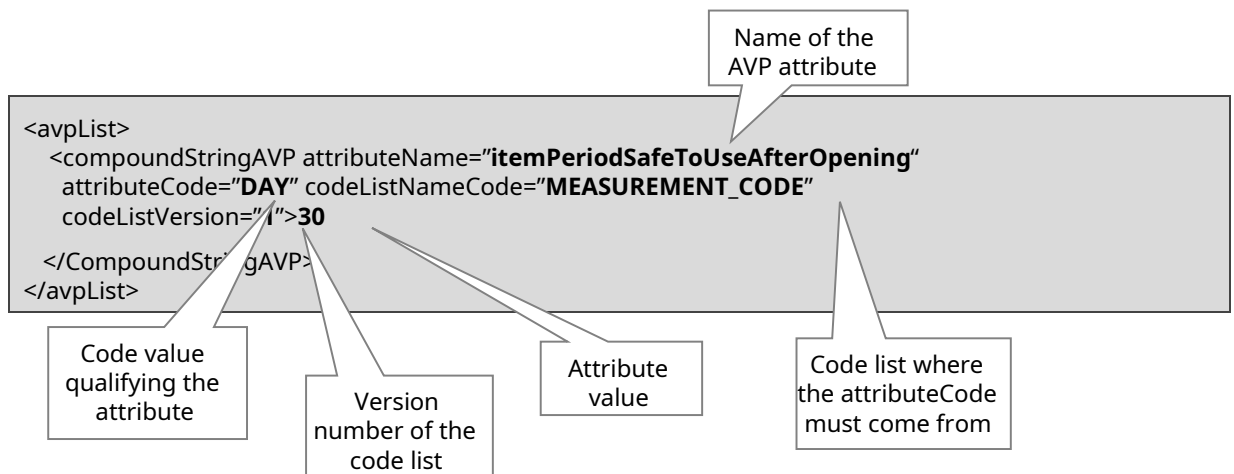 Name of the
AVP attribute
<avpList>
<compoundStringAVP attributeName=”itemPeriodSafeToUseAfterOpening“
attributeCode=”DAY” codeListNameCode=”MEASUREMENT_CODE”
codeListVersion=”1”>30
</CompoundStringAVP>
</avpList>
Code value
qualifying the
attribute
Version
number of the
code list
Attribute
value
Code list where
the attributeCode
must come from